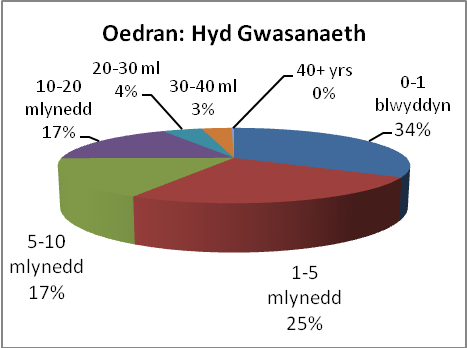 Oedran: Hyd Gwasanaeth
40+ yrs
0%
0-1
blwyddyn
34%
1-5
mlynedd
25%
5-10
mlynedd
17%
10-20
mlynedd
17%
20-30 ml
4%
30-40 ml
3%